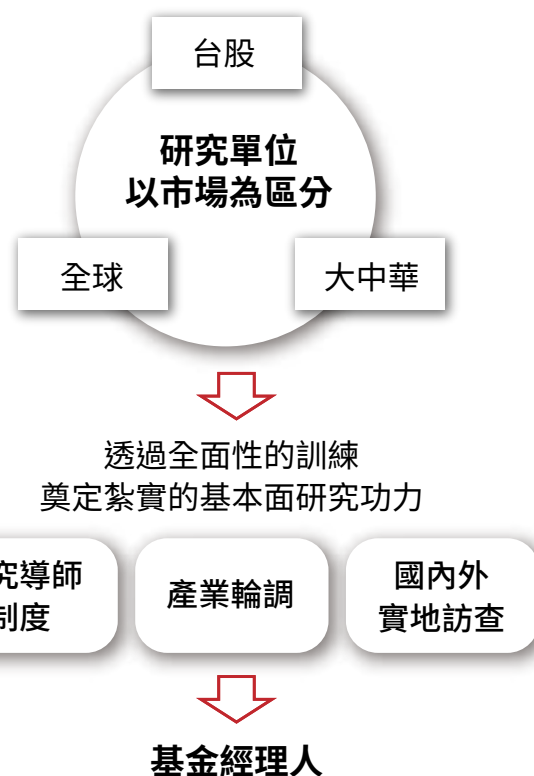 台股
研究單位
以市場為區分
全球
大中華
透過全面性的訓練
奠定紮實的基本面研究功力
究導師
制度
產業輪調
國內外
實地訪查
基金經理人